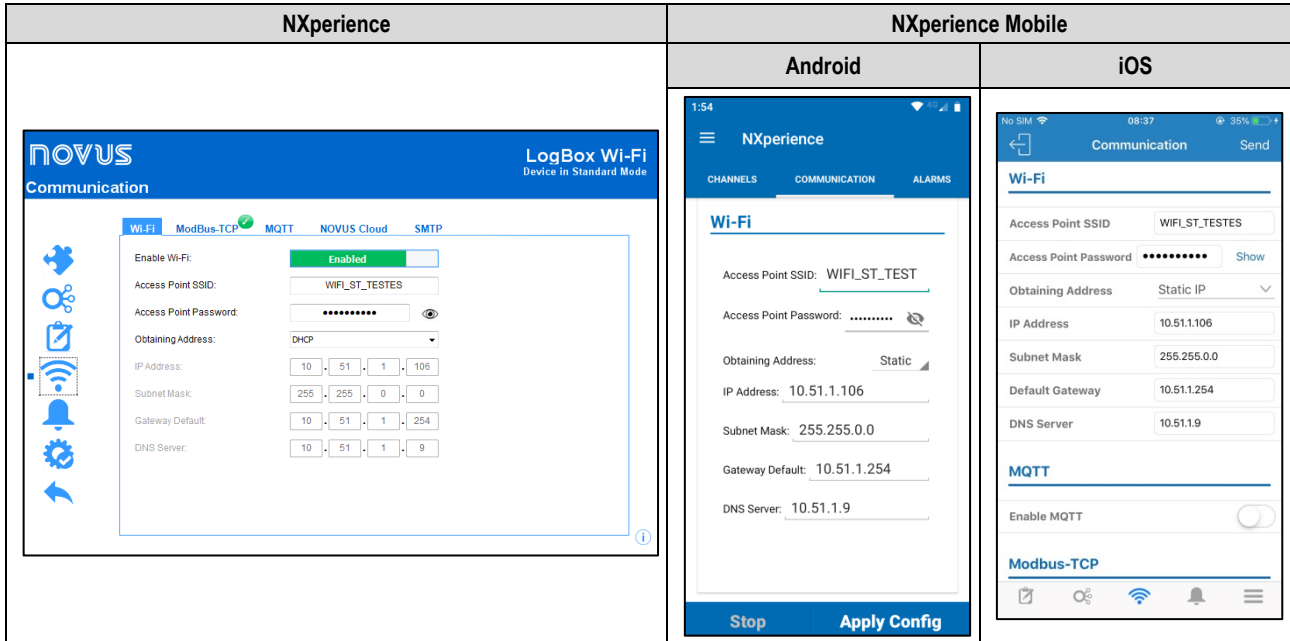 NXperience
NXperience Mobile
Android
iOS
novus
LogBox Wi-Fi
Device in Standard Mode
Communication
Wi-Fi ModBus-TCP MQTT NOVUS Cloud SMTP
Enable Wi-Fi: Enabled
Access Point SSID: WIFI_ST_TESTES
Access Point Password: ••••••••••
Obtaining Address: DHCP
IP Address: 10 . 51 . 1 . 106
Subnet Mask: 255 . 255 . 0 . 0
Gateway Default: 10 . 51 . 1 . 254
DNS Server: 10 . 51 . 1 . 9
1:54 4G
NXperience
CHANNELS COMMUNICATION ALARMS
Wi-Fi
Access Point SSID: WIFI_ST_TEST
Access Point Password: ••••••••••
Obtaining Address: Static
IP Address: 10.51.1.106
Subnet Mask: 255.255.0.0
Gateway Default: 10.51.1.254
DNS Server: 10.51.1.9
Stop Apply Config
No SIM 08:37 35%
Communication Send
Wi-Fi
Access Point SSID WIFI_ST_TESTES
Access Point Password •••••••••• Show
Obtaining Address Static IP
IP Address 10.51.1.106
Subnet Mask 255.255.0.0
Default Gateway 10.51.1.254
DNS Server 10.51.1.9
MQTT
Enable MQTT
Modbus-TCP